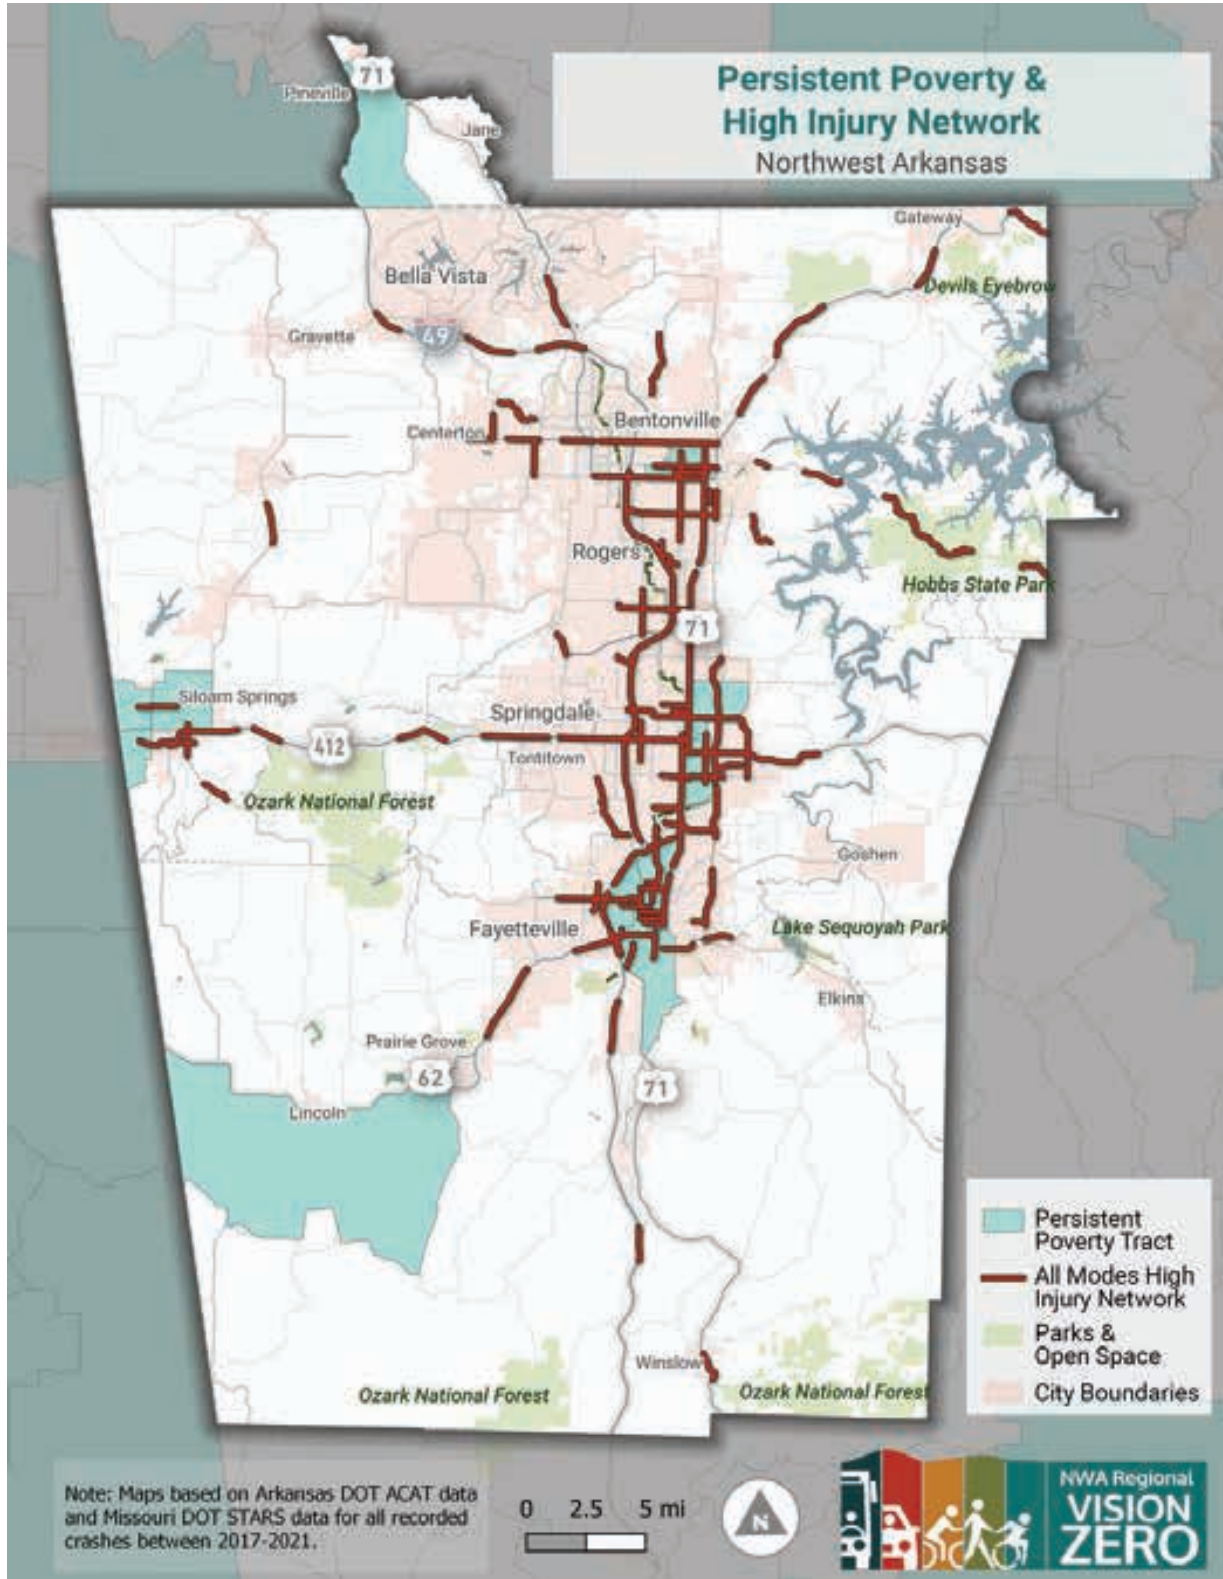 Persistent Poverty &
High Injury Network
Northwest Arkansas
71
Pineville
Jane
Gateway
Bella Vista
Devils Eyebrow
Gravette
49
Bentonville
Centerton
Rogers
Hobbs State Park
71
Siloam Springs
Springdale
412
Tontitown
Ozark National Forest
Goshen
Fayetteville
Lake Sequoyah Park
Elkins
Prairie Grove
62
71
Lincoln
Winslow
Ozark National Forest
Ozark National Forest
Persistent
Poverty Tract
All Modes High
Injury Network
Parks &
Open Space
City Boundaries
Note: Maps based on Arkansas DOT ACAT data
and Missouri DOT STARS data for all recorded
crashes between 2017-2021.
0 2.5 5 mi
N
NWA Regional
VISION
ZERO